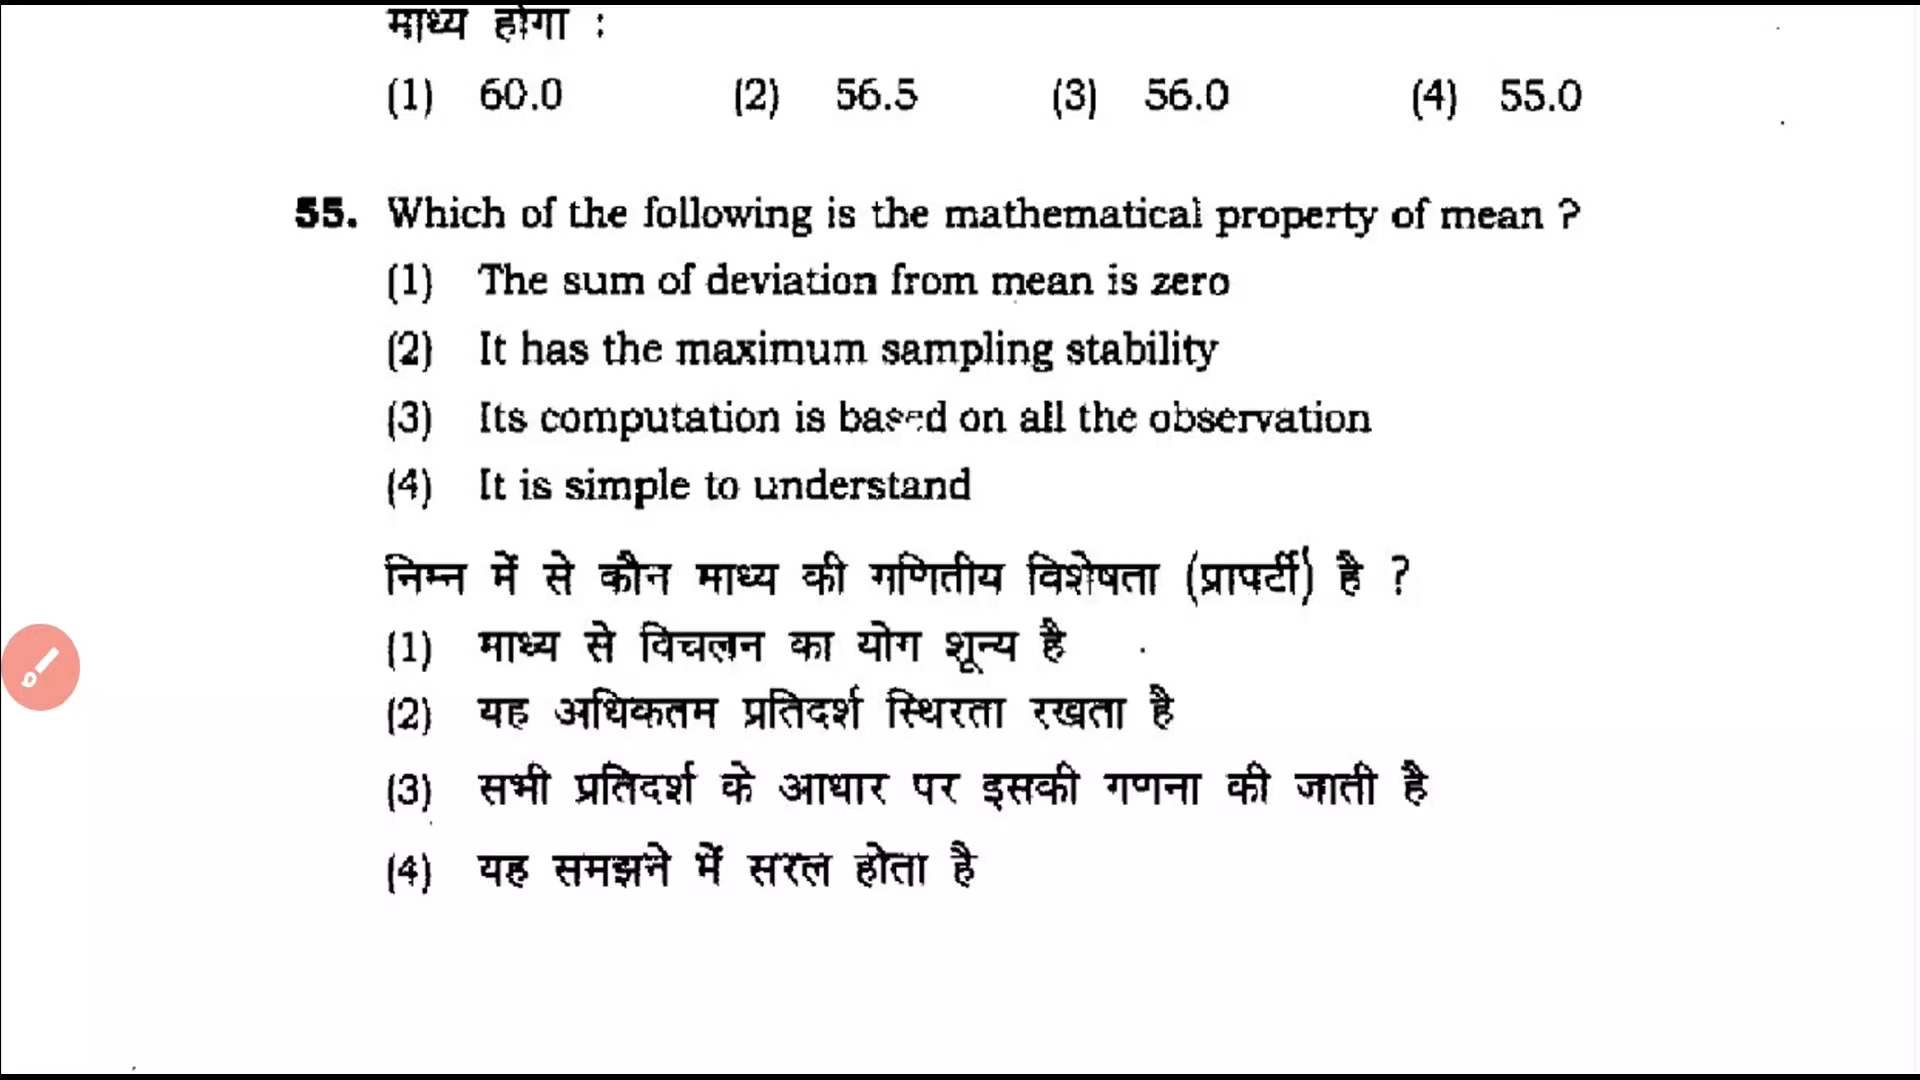 माध्य होगा :
(1) 60.0 (2) 56.5 (3) 56.0 (4) 55.0
55. Which of the following is the mathematical property of mean ?
(1) The sum of deviation from mean is zero
(2) It has the maximum sampling stability
(3) Its computation is based on all the observation
(4) It is simple to understand
निम्न में से कौन माध्य की गणितीय विशेषता (प्रापर्टी) है ?
(1) माध्य से विचलन का योग शून्य है
(2) यह अधिकतम प्रतिदर्श स्थिरता रखता है
(3) सभी प्रतिदर्श के आधार पर इसकी गणना की जाती है
(4) यह समझने में सरल होता है